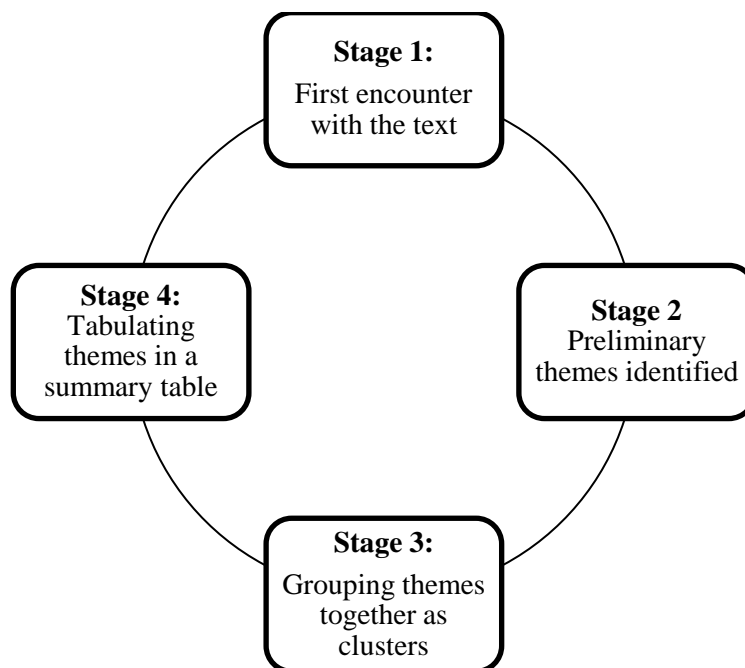 Stage 1:
First encounter
with the text
Stage 2
Preliminary
themes identified
Stage 3:
Grouping themes
together as
clusters
Stage 4:
Tabulating
themes in a
summary table